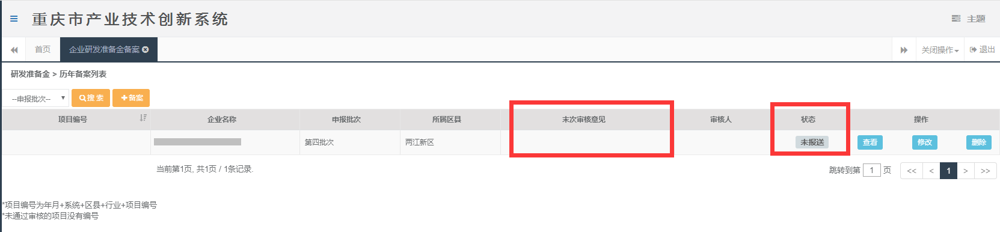 重庆市产业技术创新系统
主题
首页
企业研发准备金备案
关闭操作
退出
研发准备金 > 历年备案列表
--申报批次--
搜 索
备案
项目编号 企业名称 申报批次 所属区县 末次审核意见 审核人 状态 操作
第四批次 两江新区 未报送 查看 修改 删除
当前第1页, 共1页 / 1条记录.
跳转到第 1 页 << < 1 > >>
*项目编号为年月+系统+区县+行业+项目编号
*未通过审核的项目没有编号